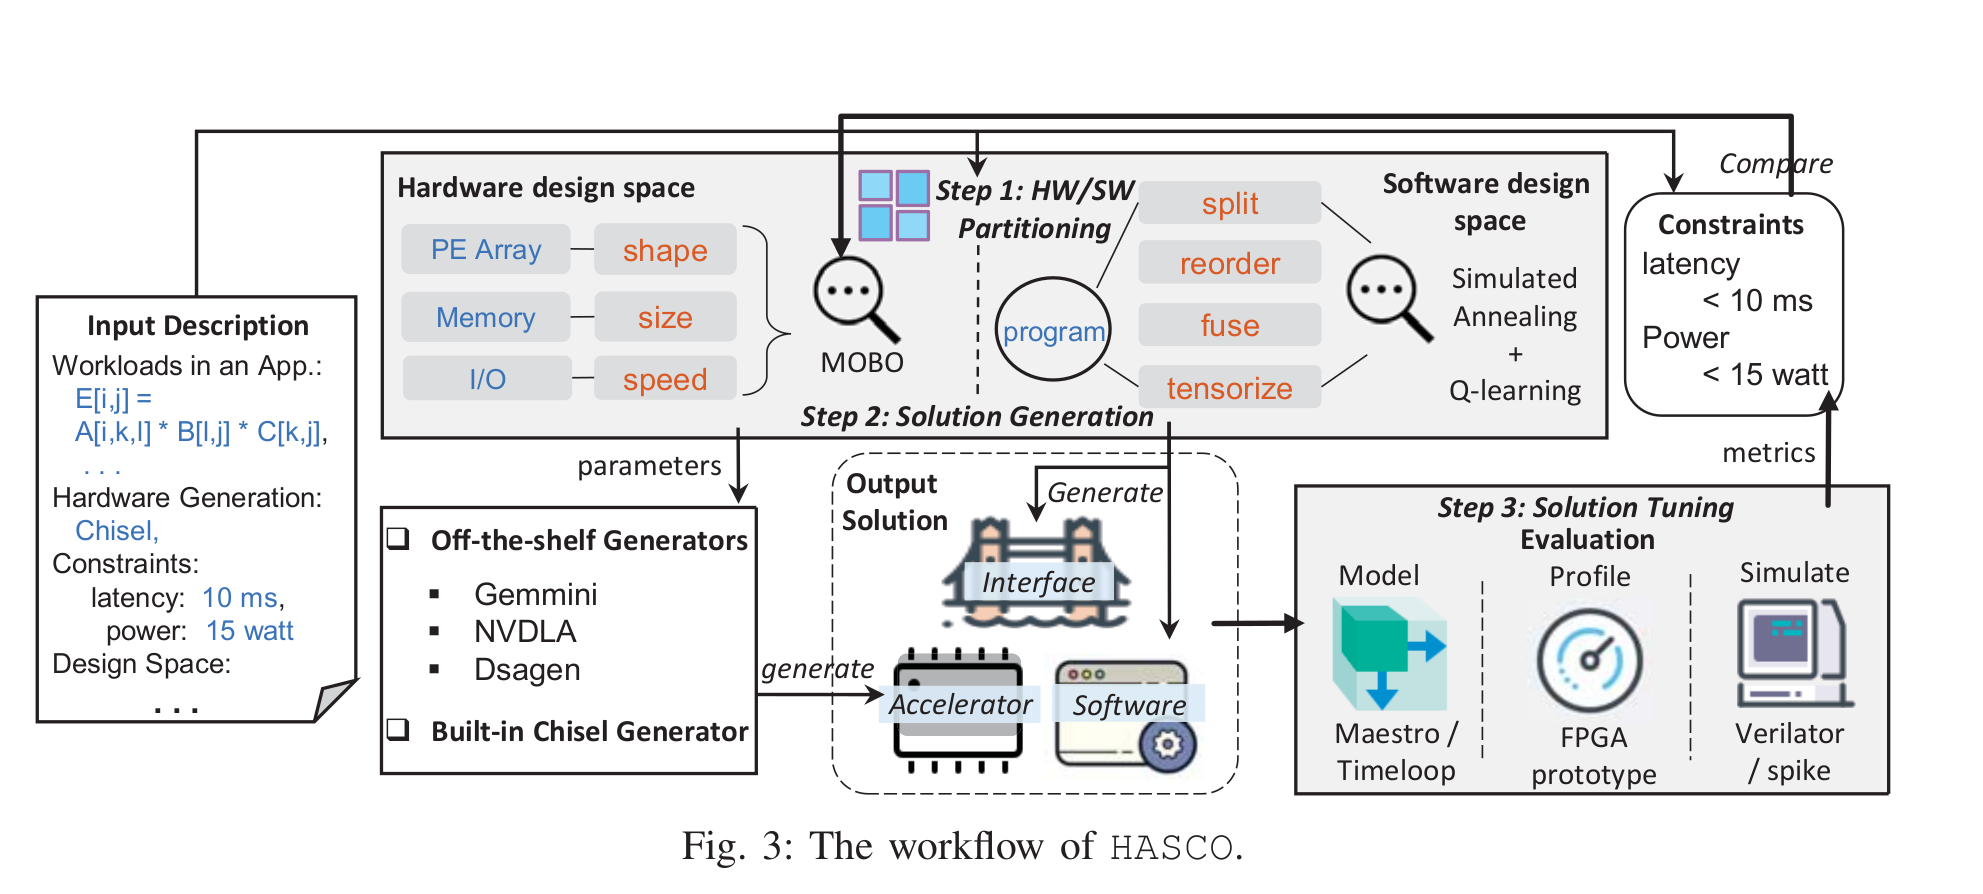 Input Description
Workloads in an App.:
E[i,j] =
A[i,k,l] * B[l,j] * C[k,j],
. . .
Hardware Generation:
Chisel,
Constraints:
latency: 10 ms,
power: 15 watt
Design Space:
. . .
Hardware design space
PE Array
shape
Memory
size
I/O
speed
MOBO
Step 1: HW/SW
Partitioning
program
split
reorder
fuse
tensorize
Software design
space
Simulated
Annealing
+
Q-learning
Step 2: Solution Generation
Compare
Constraints
latency
< 10 ms
Power
< 15 watt
metrics
parameters
Off-the-shelf Generators
▪ Gemmini
▪ NVDLA
▪ Dsagen
Built-in Chisel Generator
generate
Output
Solution
Generate
Interface
Accelerator
Software
Step 3: Solution Tuning
Evaluation
Model
Maestro /
Timeloop
Profile
FPGA
prototype
Simulate
Verilator
/ spike
Fig. 3: The workflow of HASCO.